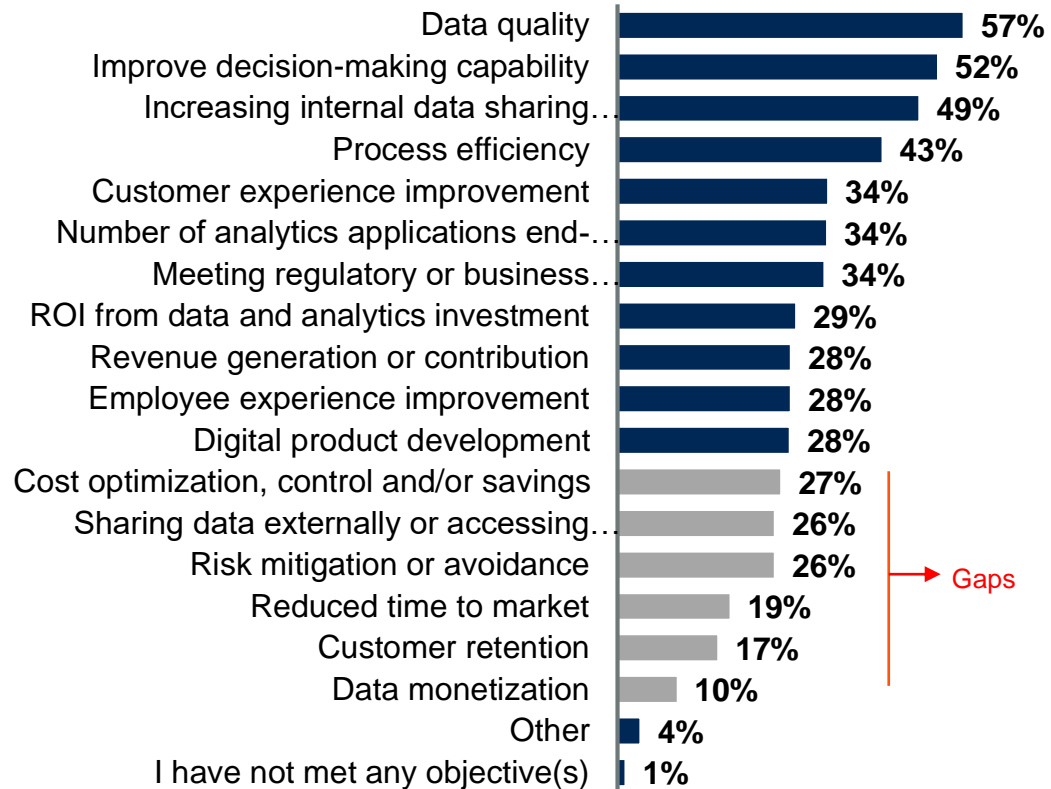 Data quality 57%
Improve decision-making capability 52%
Increasing internal data sharing… 49%
Process efficiency 43%
Customer experience improvement 34%
Number of analytics applications end-… 34%
Meeting regulatory or business… 34%
ROI from data and analytics investment 29%
Revenue generation or contribution 28%
Employee experience improvement 28%
Digital product development 28%
Cost optimization, control and/or savings 27%
Sharing data externally or accessing… 26%
Risk mitigation or avoidance 26%
Gaps
Reduced time to market 19%
Customer retention 17%
Data monetization 10%
Other 4%
I have not met any objective(s) 1%